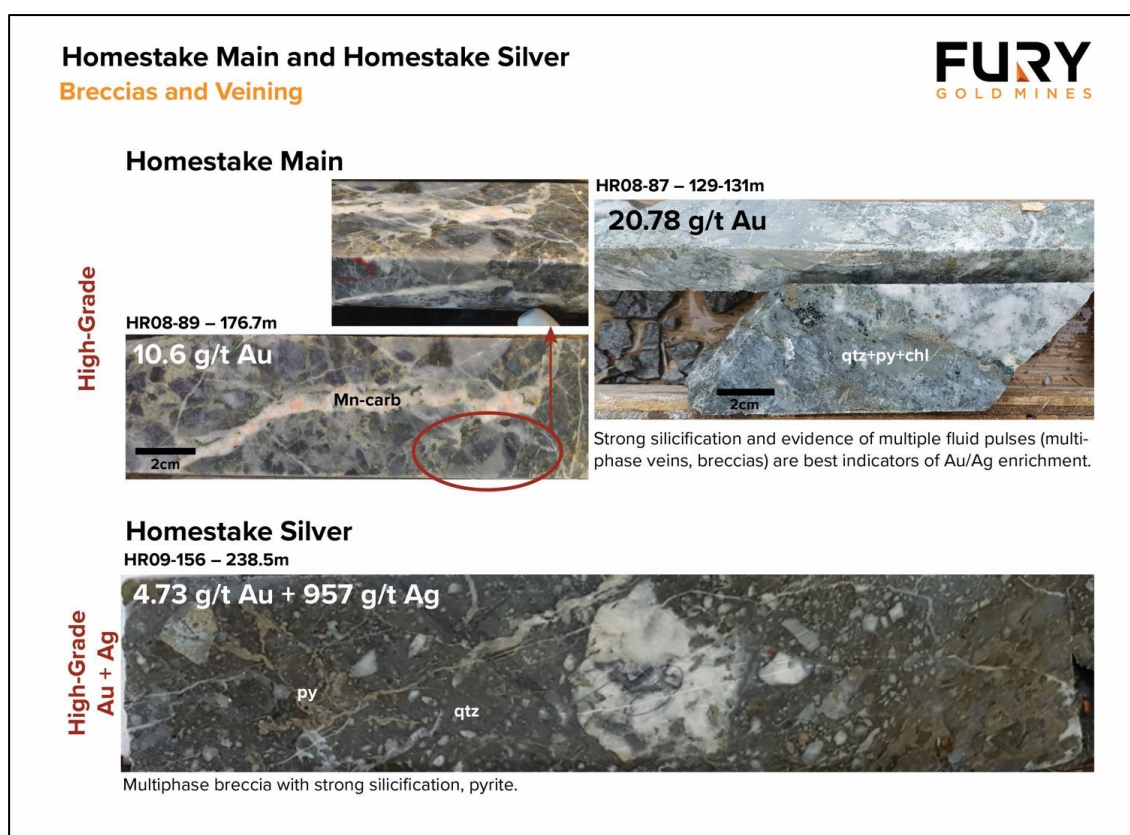 Homestake Main and Homestake Silver
Breccias and Veining
FURY
GOLD MINES
Homestake Main
High-Grade
HR08-89 – 176.7m
10.6 g/t Au
Mn-carb
2cm
HR08-87 – 129-131m
20.78 g/t Au
qtz+py+chl
2cm
Strong silicification and evidence of multiple fluid pulses (multi-
phase veins, breccias) are best indicators of Au/Ag enrichment.
Homestake Silver
HR09-156 – 238.5m
High-Grade
Au + Ag
4.73 g/t Au + 957 g/t Ag
py
qtz
Multiphase breccia with strong silicification, pyrite.